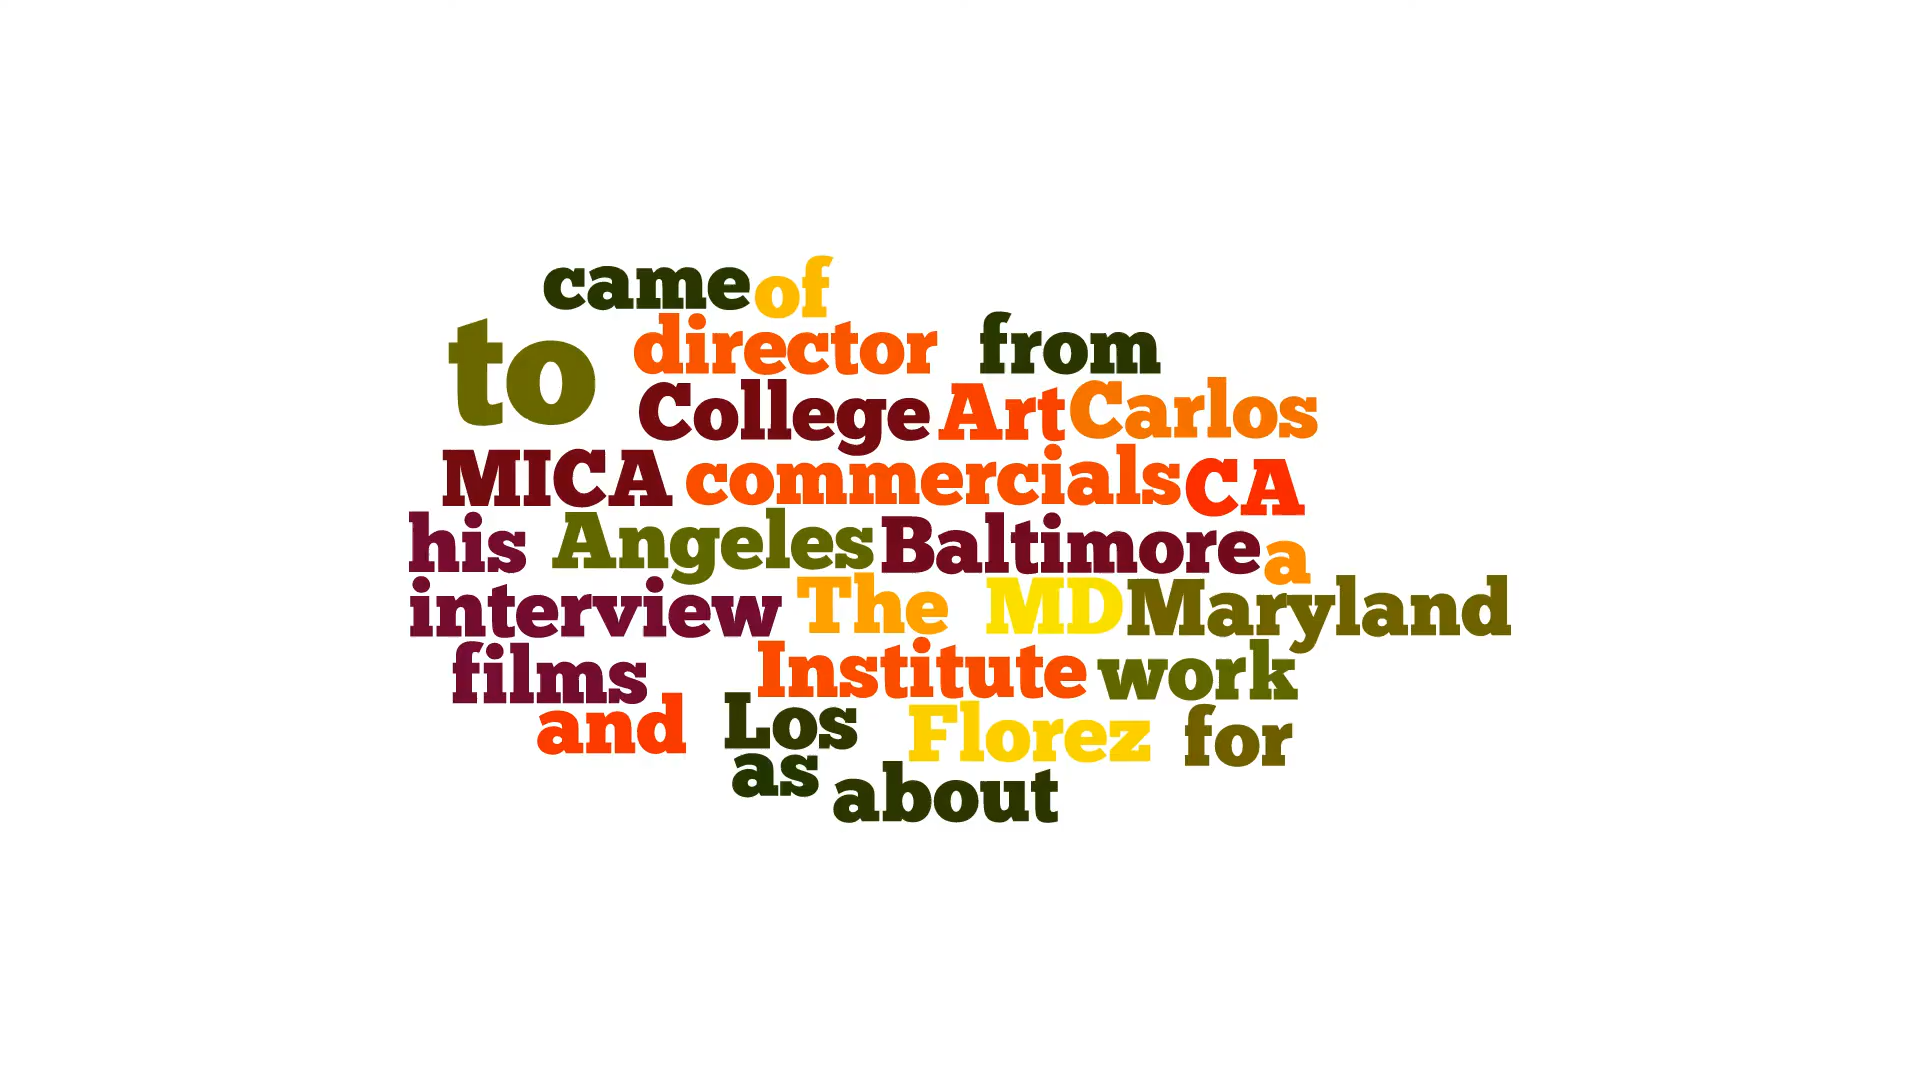 came of
to director from
College Art Carlos
MICA commercials CA
his Angeles Baltimore a
interview The MD Maryland
films Institute work
and Los Florez for
as about